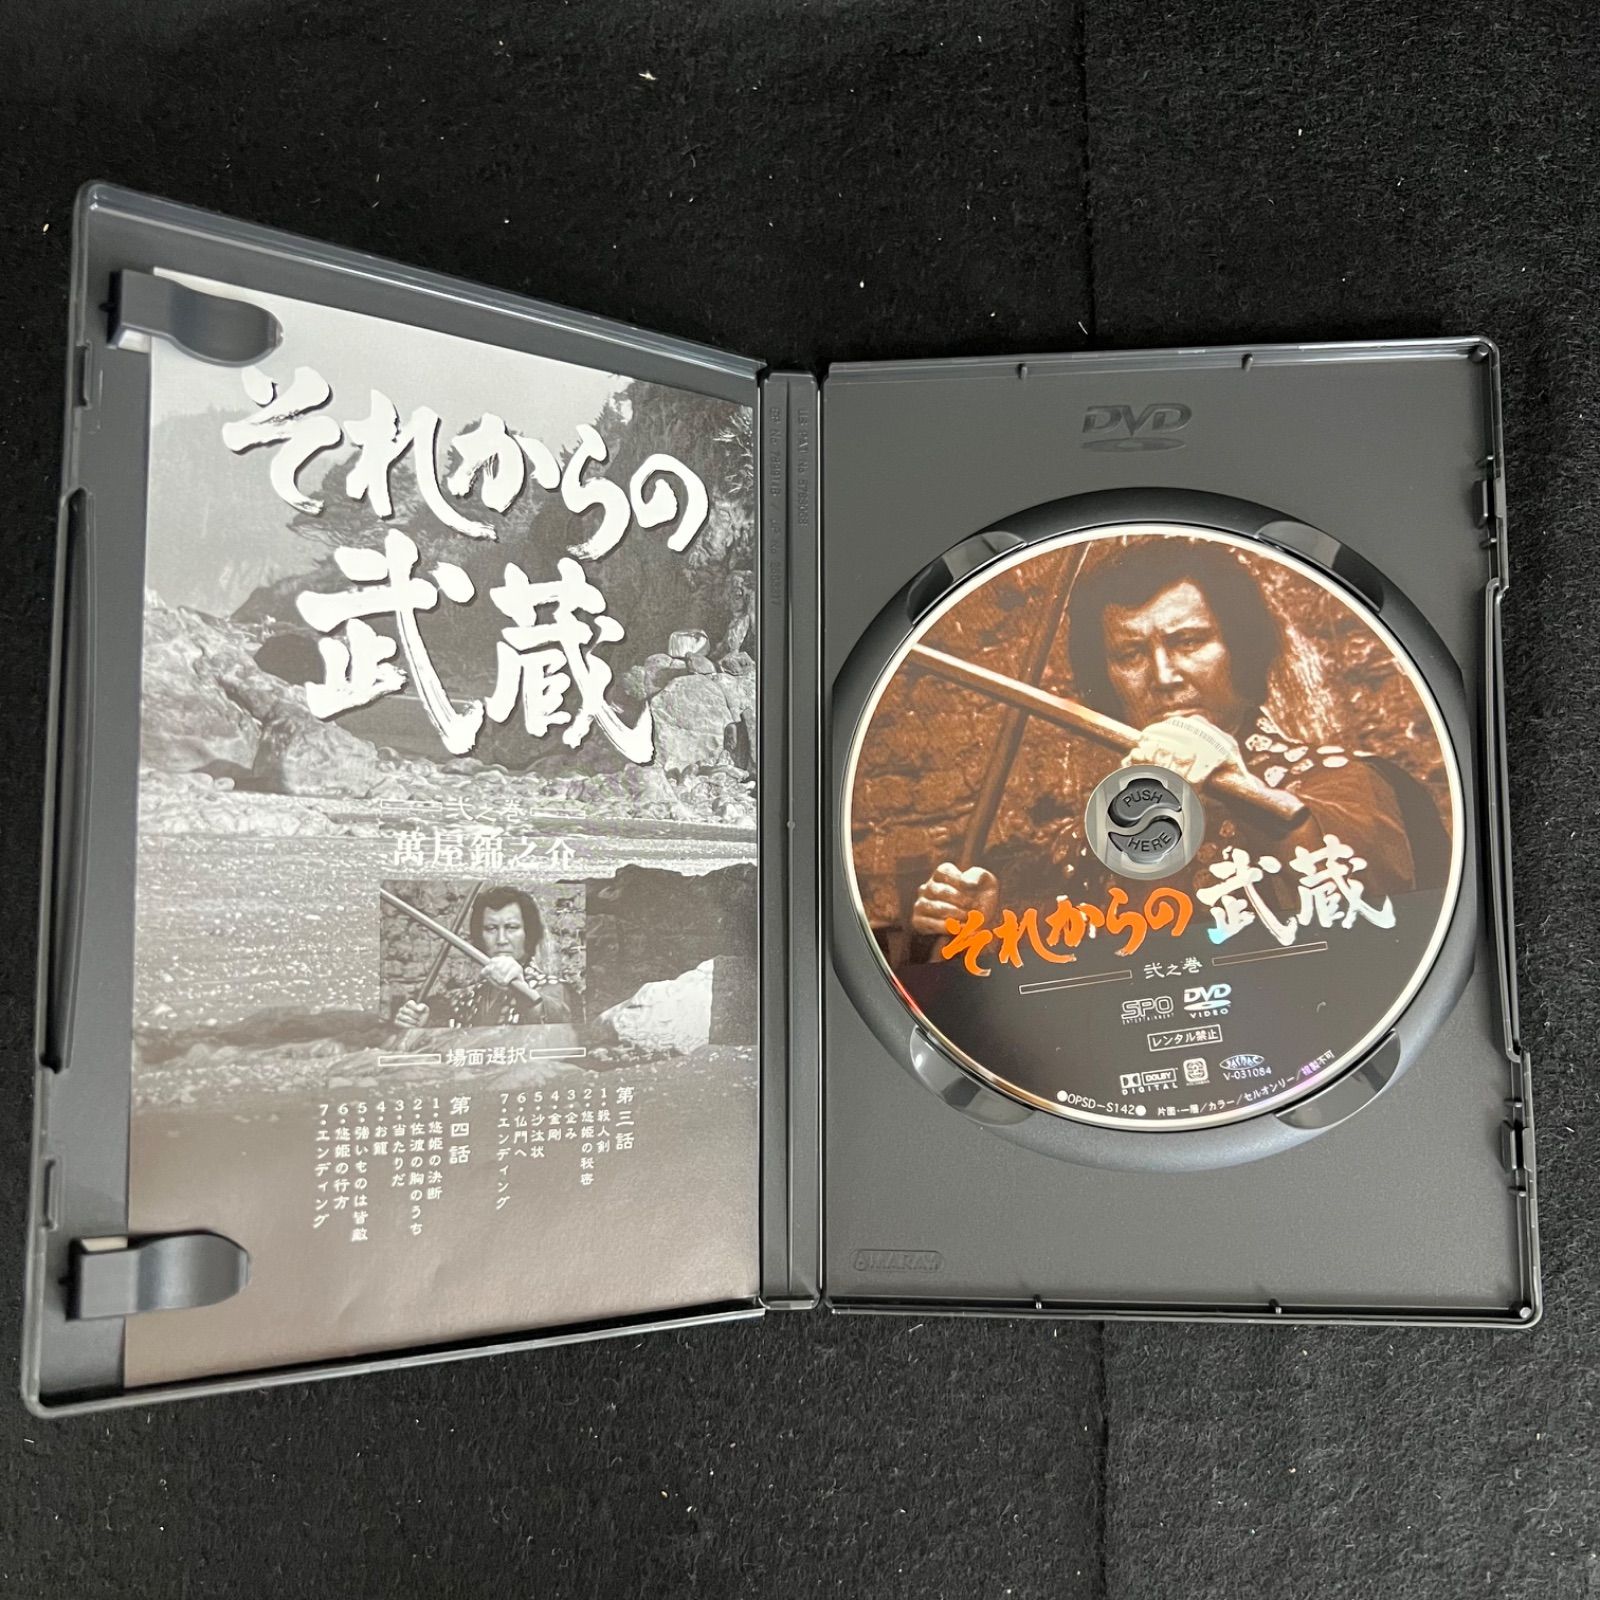 それからの
武蔵
弐之巻
萬屋錦之介
場面選択
第三話
1・殺人剣
2・悠姫の秘密
3・企み
4・金剛
5・沙汰状
6・仏門へ
7・エンディング
第四話
1・悠姫の決断
2・佐渡の胸のうち
3・当たりだ
4・お籠
5・強いものは皆敵
6・悠姫の行方
7・エンディング
DVD
PUSH
HERE
それからの 武蔵
弐之巻
SPO
ENTERTAINMENT
DVD
VIDEO
レンタル禁止
DOLBY
DIGITAL
V-031084
●OPSD-S142● 片面・一層/カラー/セルオンリー/複製不可
AMARAY